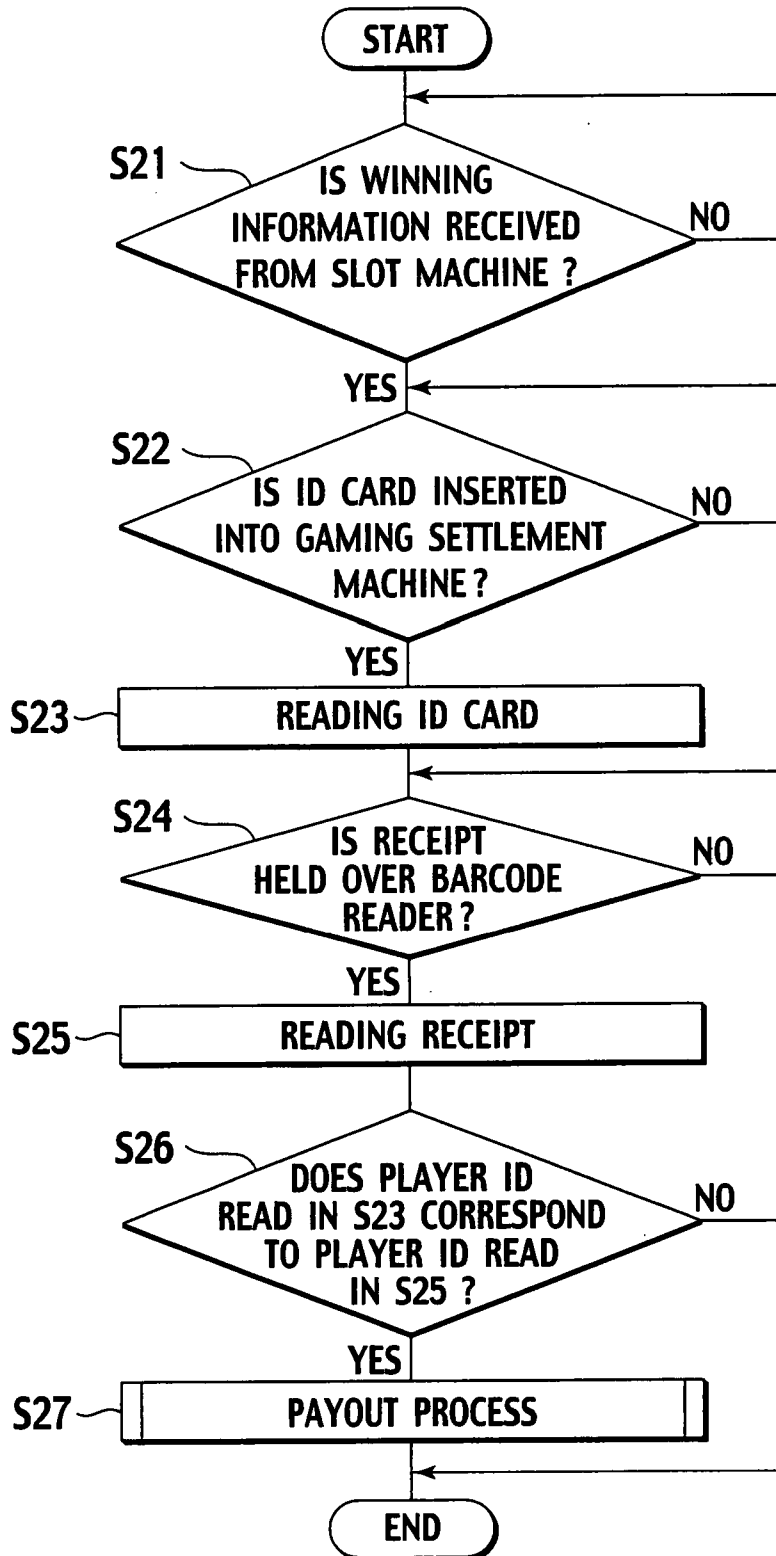 START
S21
IS WINNING
INFORMATION RECEIVED
FROM SLOT MACHINE ?
NO
YES
S22
IS ID CARD INSERTED
INTO GAMING SETTLEMENT
MACHINE ?
NO
YES
S23
READING ID CARD
S24
IS RECEIPT
HELD OVER BARCODE
READER ?
NO
YES
S25
READING RECEIPT
S26
DOES PLAYER ID
READ IN S23 CORRESPOND
TO PLAYER ID READ
IN S25 ?
NO
YES
S27
PAYOUT PROCESS
END